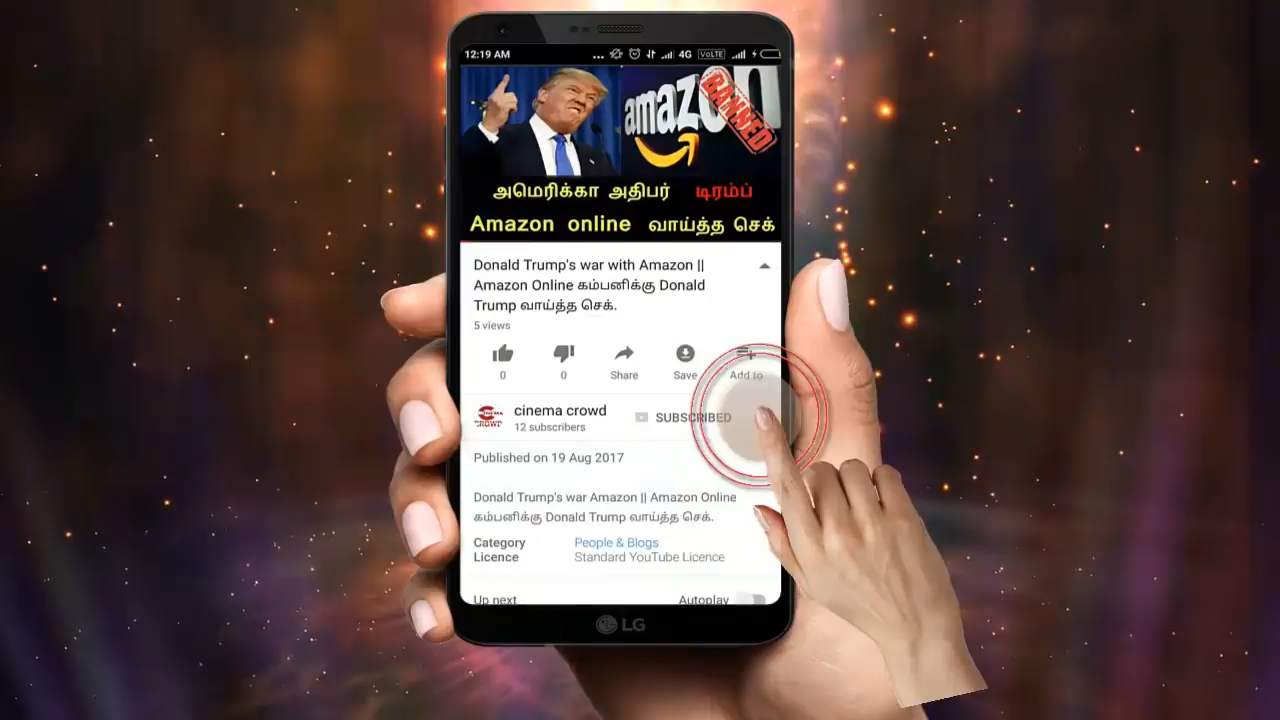 12:19 AM
4G VoLTE
amazon
BANNED
அமெரிக்கா அதிபர் டிரம்ப்
Amazon online வாய்த்த செக்
Donald Trump's war with Amazon ||
Amazon Online கம்பனிக்கு Donald
Trump வாய்த்த செக்.
5 views
0 0 Share Save Add to
CINEMA CROWD
cinema crowd
SUBSCRIBED
12 subscribers
Published on 19 Aug 2017
Donald Trump's war Amazon || Amazon Online
கம்பனிக்கு Donald Trump வாய்த்த செக்.
Category People & Blogs
Licence Standard YouTube Licence
Up next Autoplay
LG